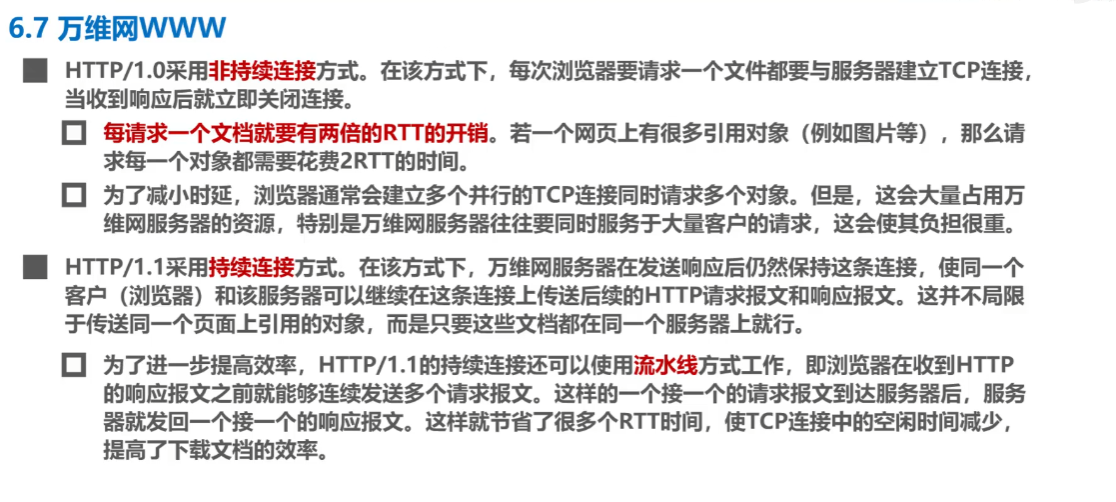 6.7 万维网WWW
HTTP/1.0采用非持续连接方式。在该方式下，每次浏览器要请求一个文件都要与服务器建立TCP连接，
当收到响应后就立即关闭连接。
每请求一个文档就要有两倍的RTT的开销。若一个网页上有很多引用对象（例如图片等），那么请
求每一个对象都需要花费2RTT的时间。
为了减小时延，浏览器通常会建立多个并行的TCP连接同时请求多个对象。但是，这会大量占用万
维网服务器的资源，特别是万维网服务器往往要同时服务于大量客户的请求，这会使其负担很重。
HTTP/1.1采用持续连接方式。在该方式下，万维网服务器在发送响应后仍然保持这条连接，使同一个
客户（浏览器）和该服务器可以继续在这条连接上传送后续的HTTP请求报文和响应报文。这并不局限
于传送同一个页面上引用的对象，而是只要这些文档都在同一个服务器上就行。
为了进一步提高效率，HTTP/1.1的持续连接还可以使用流水线方式工作，即浏览器在收到HTTP
的响应报文之前就能够连续发送多个请求报文。这样的一个接一个的请求报文到达服务器后，服务
器就发回一个接一个的响应报文。这样就节省了很多个RTT时间，使TCP连接中的空闲时间减少，
提高了下载文档的效率。